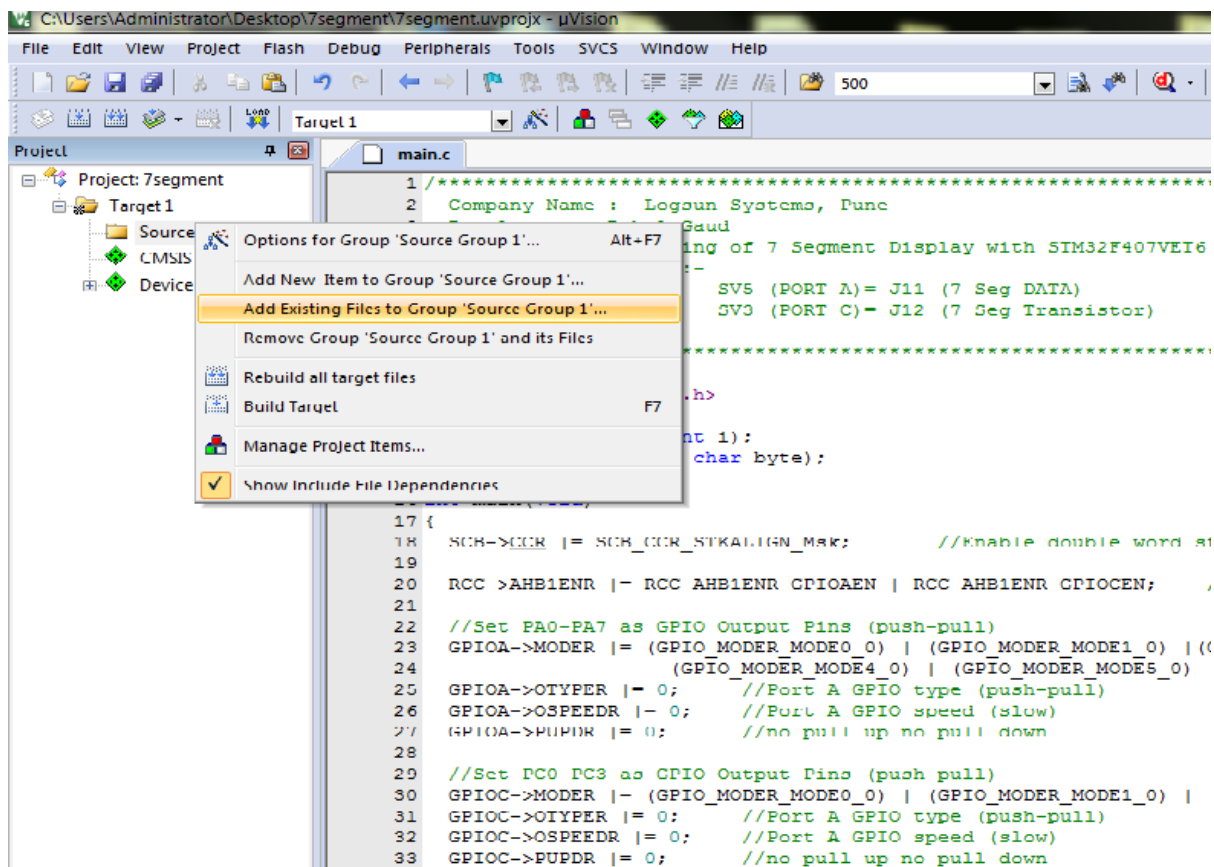 C:\Users\Administrator\Desktop\7segment\7segment.uvprojx - µVision
File Edit View Project Flash Debug Peripherals Tools SVCS Window Help
500
LOAD Target 1
Project
main.c
Project: 7segment
Target 1
Source
CMSIS
Device
Options for Group 'Source Group 1'... Alt+F7
Add New Item to Group 'Source Group 1'...
Add Existing Files to Group 'Source Group 1'...
Remove Group 'Source Group 1' and its Files
Rebuild all target files
Build Target F7
Manage Project Items...
Show Include File Dependencies
1 /***************************************************************
2 Company Name : Logsun Systems, Pune
Gaud
ing of 7 Segment Display with STM32F407VET6
:-
SV5 (PORT A)= J11 (7 Seg DATA)
SV3 (PORT C)= J12 (7 Seg Transistor)
***************************************************************
.h>
nt 1);
char byte);
17 {
18 SCB->CCR |= SCB_CCR_STKALIGN_Msk; //Enable double word st
19
20 RCC->AHB1ENR |= RCC_AHB1ENR_GPIOAEN | RCC_AHB1ENR_GPIOCEN; /
21
22 //Set PA0-PA7 as GPIO Output Pins (push-pull)
23 GPIOA->MODER |= (GPIO_MODER_MODE0_0) | (GPIO_MODER_MODE1_0) |(G
24 (GPIO_MODER_MODE4_0) | (GPIO_MODER_MODE5_0)
25 GPIOA->OTYPER |= 0; //Port A GPIO type (push-pull)
26 GPIOA->OSPEEDR |= 0; //Port A GPIO speed (slow)
27 GPIOA->PUPDR |= 0; //no pull up no pull down
28
29 //Set PC0-PC3 as GPIO Output Pins (push-pull)
30 GPIOC->MODER |= (GPIO_MODER_MODE0_0) | (GPIO_MODER_MODE1_0) |
31 GPIOC->OTYPER |= 0; //Port A GPIO type (push-pull)
32 GPIOC->OSPEEDR |= 0; //Port A GPIO speed (slow)
33 GPIOC->PUPDR |= 0; //no pull up no pull down